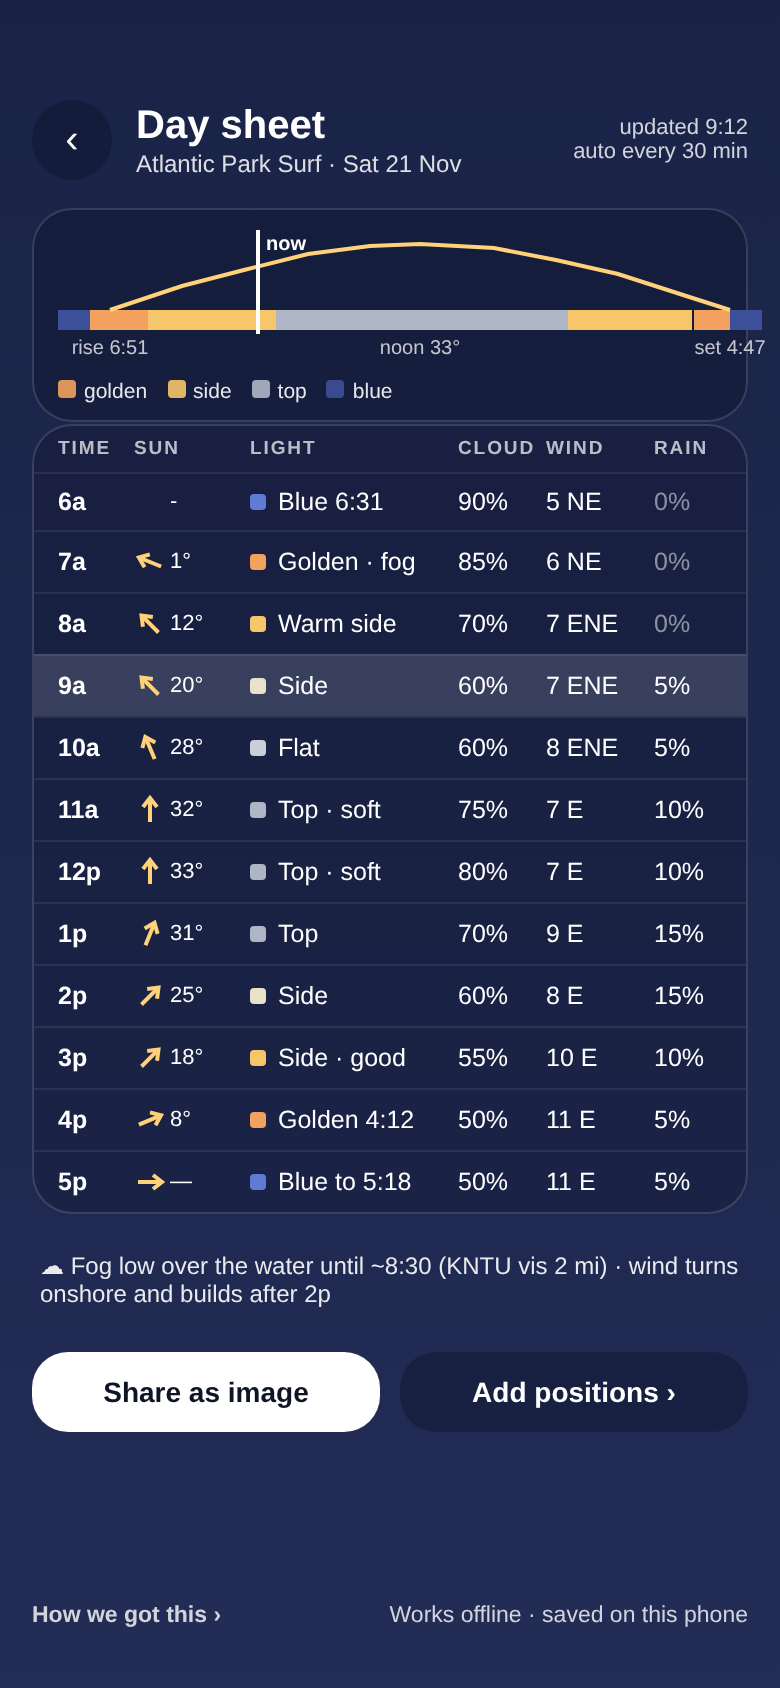 ‹
Day sheet
Atlantic Park Surf · Sat 21 Nov
updated 9:12
auto every 30 min
now
rise 6:51 noon 33° set 4:47
golden side top blue
TIME SUN LIGHT CLOUD WIND RAIN
6a - Blue 6:31 90% 5 NE 0%
7a 1° Golden · fog 85% 6 NE 0%
8a 12° Warm side 70% 7 ENE 0%
9a 20° Side 60% 7 ENE 5%
10a 28° Flat 60% 8 ENE 5%
11a 32° Top · soft 75% 7 E 10%
12p 33° Top · soft 80% 7 E 10%
1p 31° Top 70% 9 E 15%
2p 25° Side 60% 8 E 15%
3p 18° Side · good 55% 10 E 10%
4p 8° Golden 4:12 50% 11 E 5%
5p — Blue to 5:18 50% 11 E 5%
☁ Fog low over the water until ~8:30 (KNTU vis 2 mi) · wind turns
onshore and builds after 2p
Share as image
Add positions ›
How we got this ›
Works offline · saved on this phone